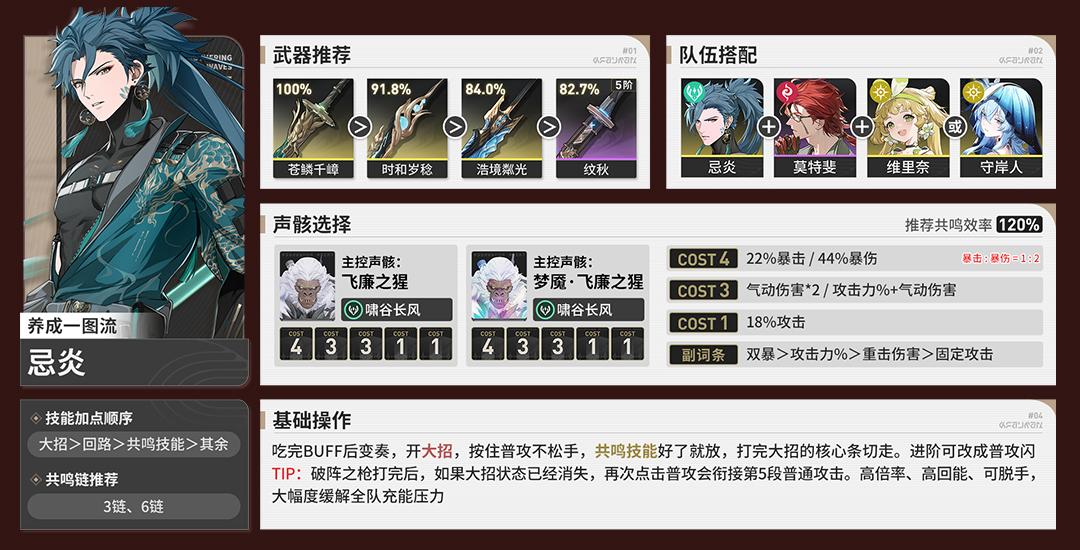 WAVES
养成一图流
忌炎
技能加点顺序
大招＞回路＞共鸣技能＞其余
共鸣链推荐
3链、6链
武器推荐
#01
100%
91.8%
84.0%
82.7%
5阶
苍鳞千嶂
时和岁稔
浩境粼光
纹秋
队伍搭配
#02
忌炎
莫特斐
维里奈
或
守岸人
声骸选择
推荐共鸣效率 120%
主控声骸：
飞廉之猩
啸谷长风
COST 4
COST 3
COST 3
COST 1
COST 1
主控声骸：
梦魇·飞廉之猩
啸谷长风
COST 4
COST 3
COST 3
COST 1
COST 1
COST 4 22%暴击 / 44%暴伤 暴击 : 暴伤 = 1 : 2
COST 3 气动伤害*2 / 攻击力%+气动伤害
COST 1 18%攻击
副词条 双暴＞攻击力%＞重击伤害＞固定攻击
基础操作
#04
吃完BUFF后变奏，开大招，按住普攻不松手，共鸣技能好了就放，打完大招的核心条切走。进阶可改成普攻闪
TIP：破阵之枪打完后，如果大招状态已经消失，再次点击普攻会衔接第5段普通攻击。高倍率、高回能、可脱手，
大幅度缓解全队充能压力